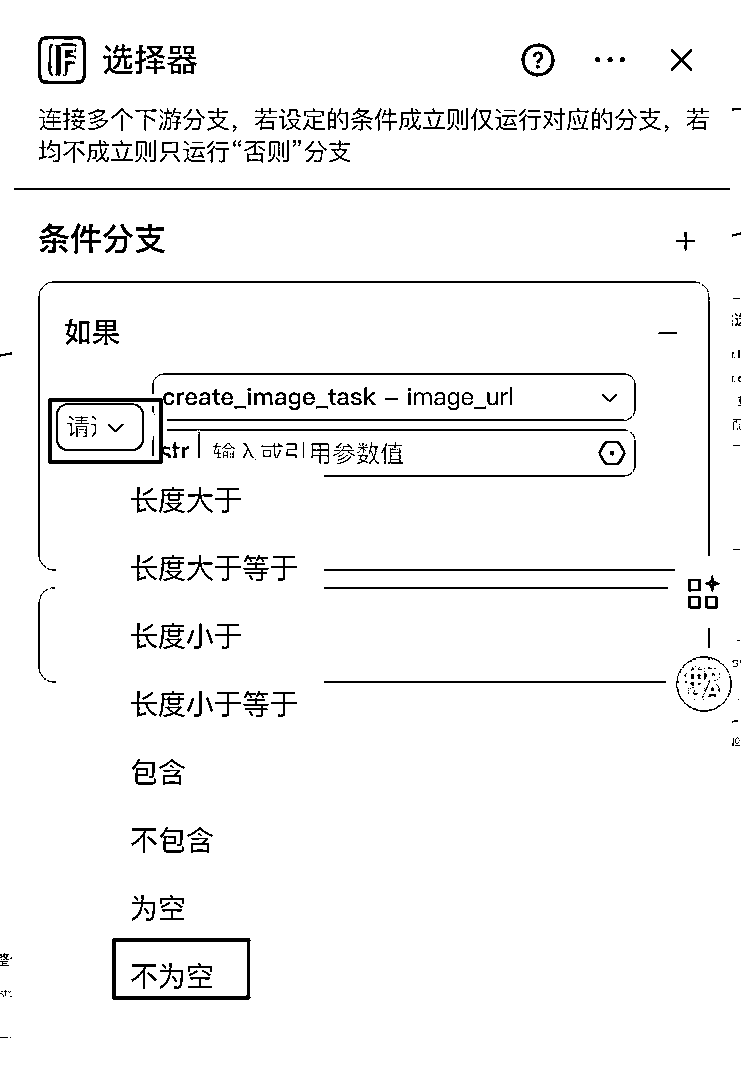 IF 选择器
连接多个下游分支，若设定的条件成立则仅运行对应的分支，若
均不成立则只运行“否则”分支
条件分支
如果
create_image_task – image_url
请
str 输入或引用参数值
长度大于
长度大于等于
长度小于
长度小于等于
包含
不包含
为空
不为空